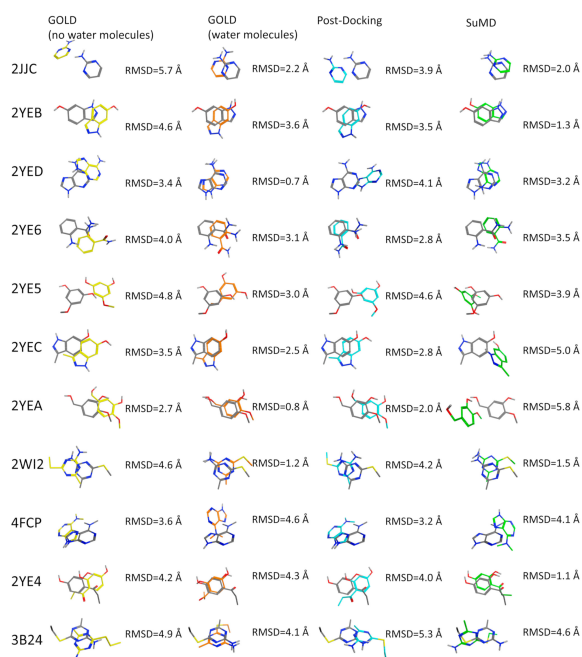 GOLD GOLD Post-Docking SuMD
(no water molecules) (water molecules)
2JJC RMSD=5.7 Å RMSD=2.2 Å RMSD=3.9 Å RMSD=2.0 Å
2YEB RMSD=4.6 Å RMSD=3.6 Å RMSD=3.5 Å RMSD=1.3 Å
2YED RMSD=3.4 Å RMSD=0.7 Å RMSD=4.1 Å RMSD=3.2 Å
2YE6 RMSD=4.0 Å RMSD=3.1 Å RMSD=2.8 Å RMSD=3.5 Å
2YE5 RMSD=4.8 Å RMSD=3.0 Å RMSD=4.6 Å RMSD=3.9 Å
2YEC RMSD=3.5 Å RMSD=2.5 Å RMSD=2.8 Å RMSD=5.0 Å
2YEA RMSD=2.7 Å RMSD=0.8 Å RMSD=2.0 Å RMSD=5.8 Å
2WI2 RMSD=4.6 Å RMSD=1.2 Å RMSD=4.2 Å RMSD=1.5 Å
4FCP RMSD=3.6 Å RMSD=4.6 Å RMSD=3.2 Å RMSD=4.1 Å
2YE4 RMSD=4.2 Å RMSD=4.3 Å RMSD=4.0 Å RMSD=1.1 Å
3B24 RMSD=4.9 Å RMSD=4.1 Å RMSD=5.3 Å RMSD=4.6 Å